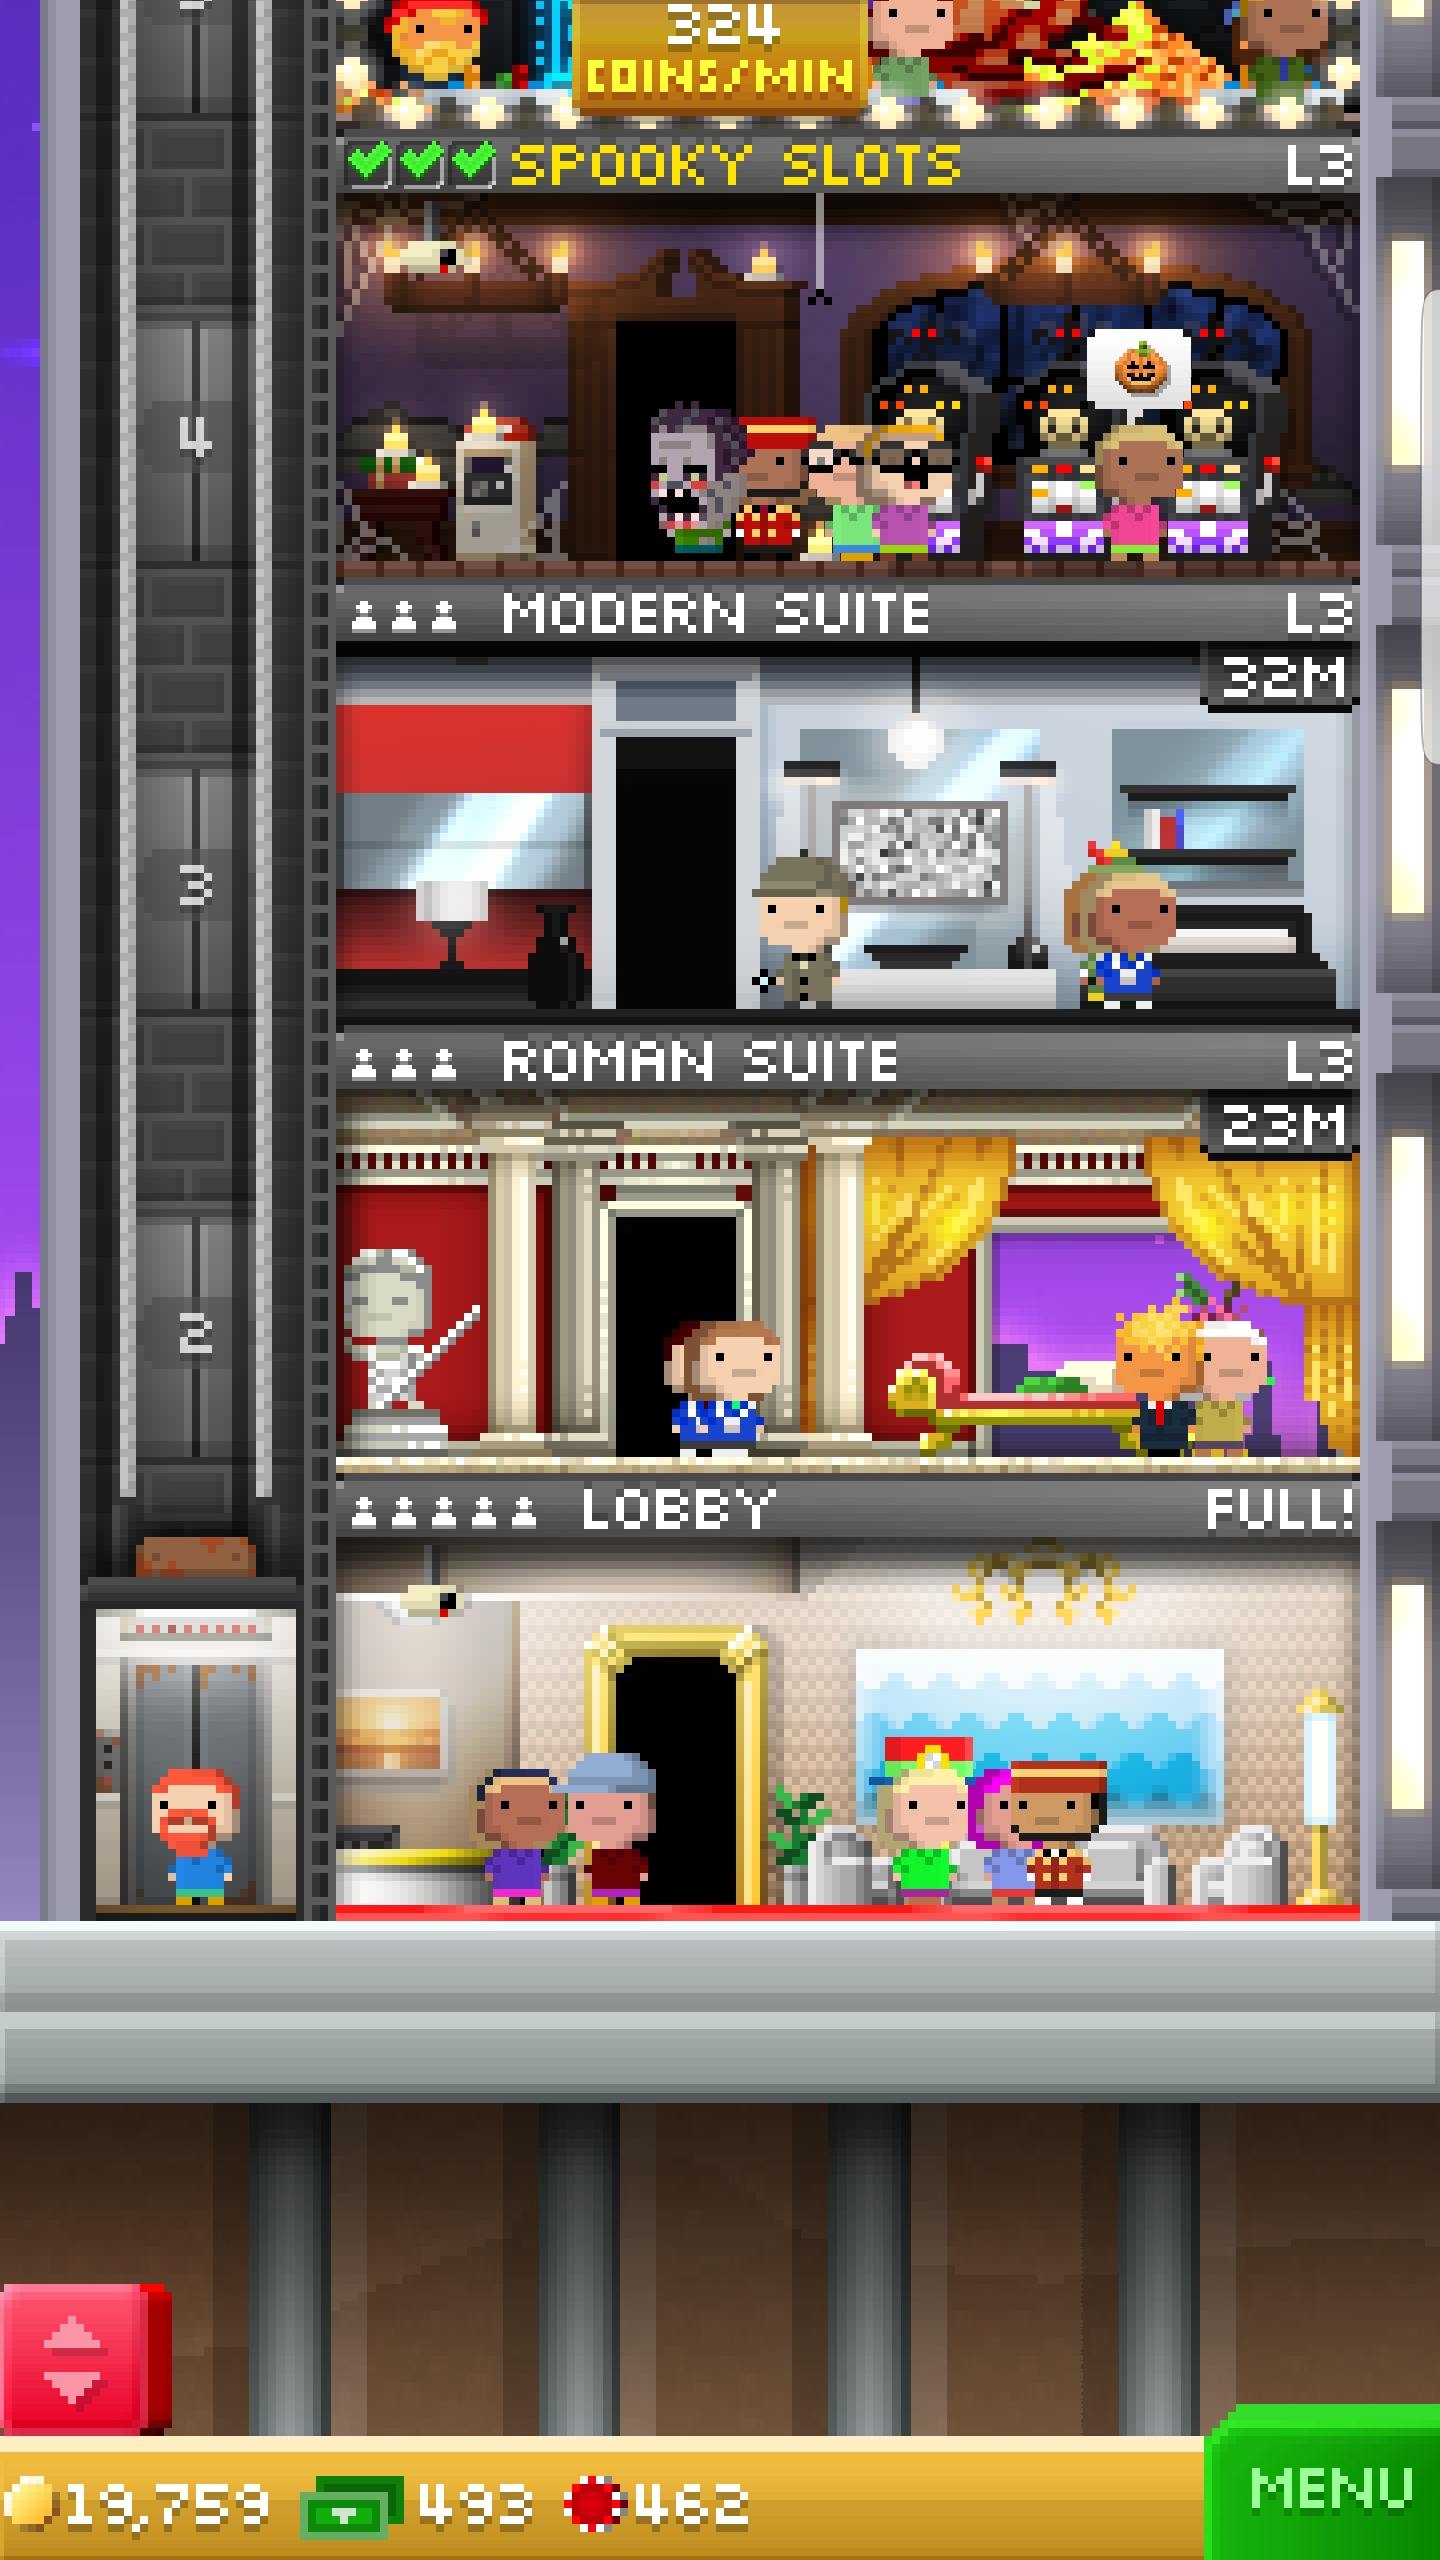 324
COINS/MIN
SPOOKY SLOTS L3
4
MODERN SUITE L3
32M
3
ROMAN SUITE L3
23M
2
LOBBY FULL!
19,759 493 462
MENU